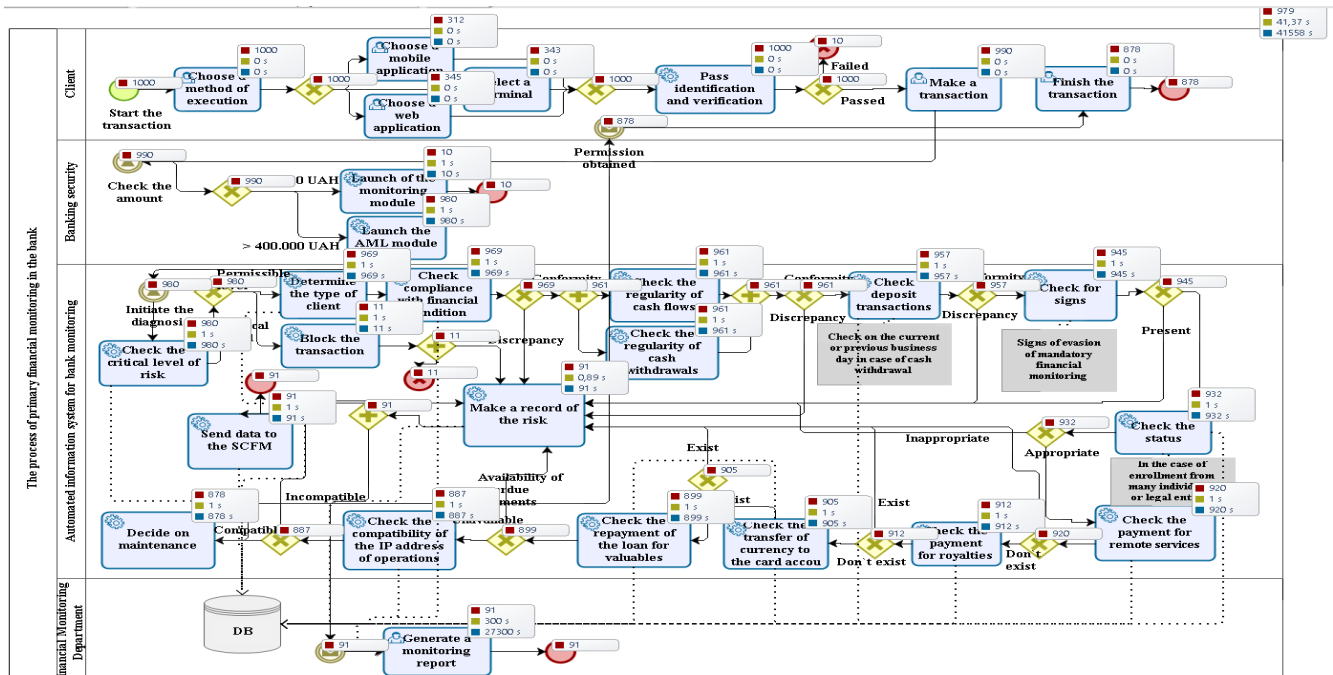 979
41,37 s
41558 s
The process of primary financial monitoring in the bank
Client
Start the
transaction
1000
Choose a
method of
execution
1000
0 s
0 s
1000
Choose a
mobile
application
312
0 s
0 s
Choose a
web
application
345
0 s
0 s
343
0 s
0 s
1000
Pass
identification
and verification
1000
0 s
0 s
1000
Failed
10
Passed
Make a
transaction
990
0 s
0 s
Finish the
transaction
878
0 s
0 s
878
878
Permission
obtained
Banking security
990
Check the
amount
990
0 UAH
Launch of the
monitoring
module
10
1 s
10 s
10
> 400.000 UAH
Launch the
AML module
980
1 s
980 s
Automated information system for bank monitoring
980
Initiate the
diagnosi
Permissible
980
Check the
critical level of
risk
980
1 s
980 s
Determine
the type of
client
969
1 s
969 s
Block the
transaction
11
1 s
11 s
11
11
Check
compliance
with financial
ondition
969
1 s
969 s
969
Conformity
Discrepancy
961
Check the
regularity of
cash flows
961
1 s
961 s
Check the
regularity of
cash
withdrawals
961
1 s
961 s
961
961
Conformity
Discrepancy
Check
deposit
transactions
957
1 s
957 s
Check on the current
or previous business
day in case of cash
withdrawal
957
Discrepancy
Check for
signs
945
1 s
945 s
Signs of evasion
of mandatory
financial
monitoring
945
Present
Check the
status
932
1 s
932 s
932
Inappropriate
Appropriate
In the case of
enrollment from
many individ
or legal ent
Check the
payment for
remote services
920
1 s
920 s
920
Don't
exist
Check the
payment
for royalties
912
1 s
912 s
912
Exist
Don't exist
Check the
transfer of
currency to
the card accou
905
1 s
905 s
905
Exist
Check the
repayment of
the loan for
valuables
899
1 s
899 s
899
Availability of
Check the
compatibility of
the IP address
of operations
887
1 s
887 s
887
Incompatible
Compatible
Decide on
maintenance
878
1 s
878 s
Make a record of
the risk
91
0,89 s
91 s
91
Send data to
the SCFM
91
1 s
91 s
91
Financial Monitoring
Department
DB
91
Generate a
monitoring
report
91
300 s
27300 s
91